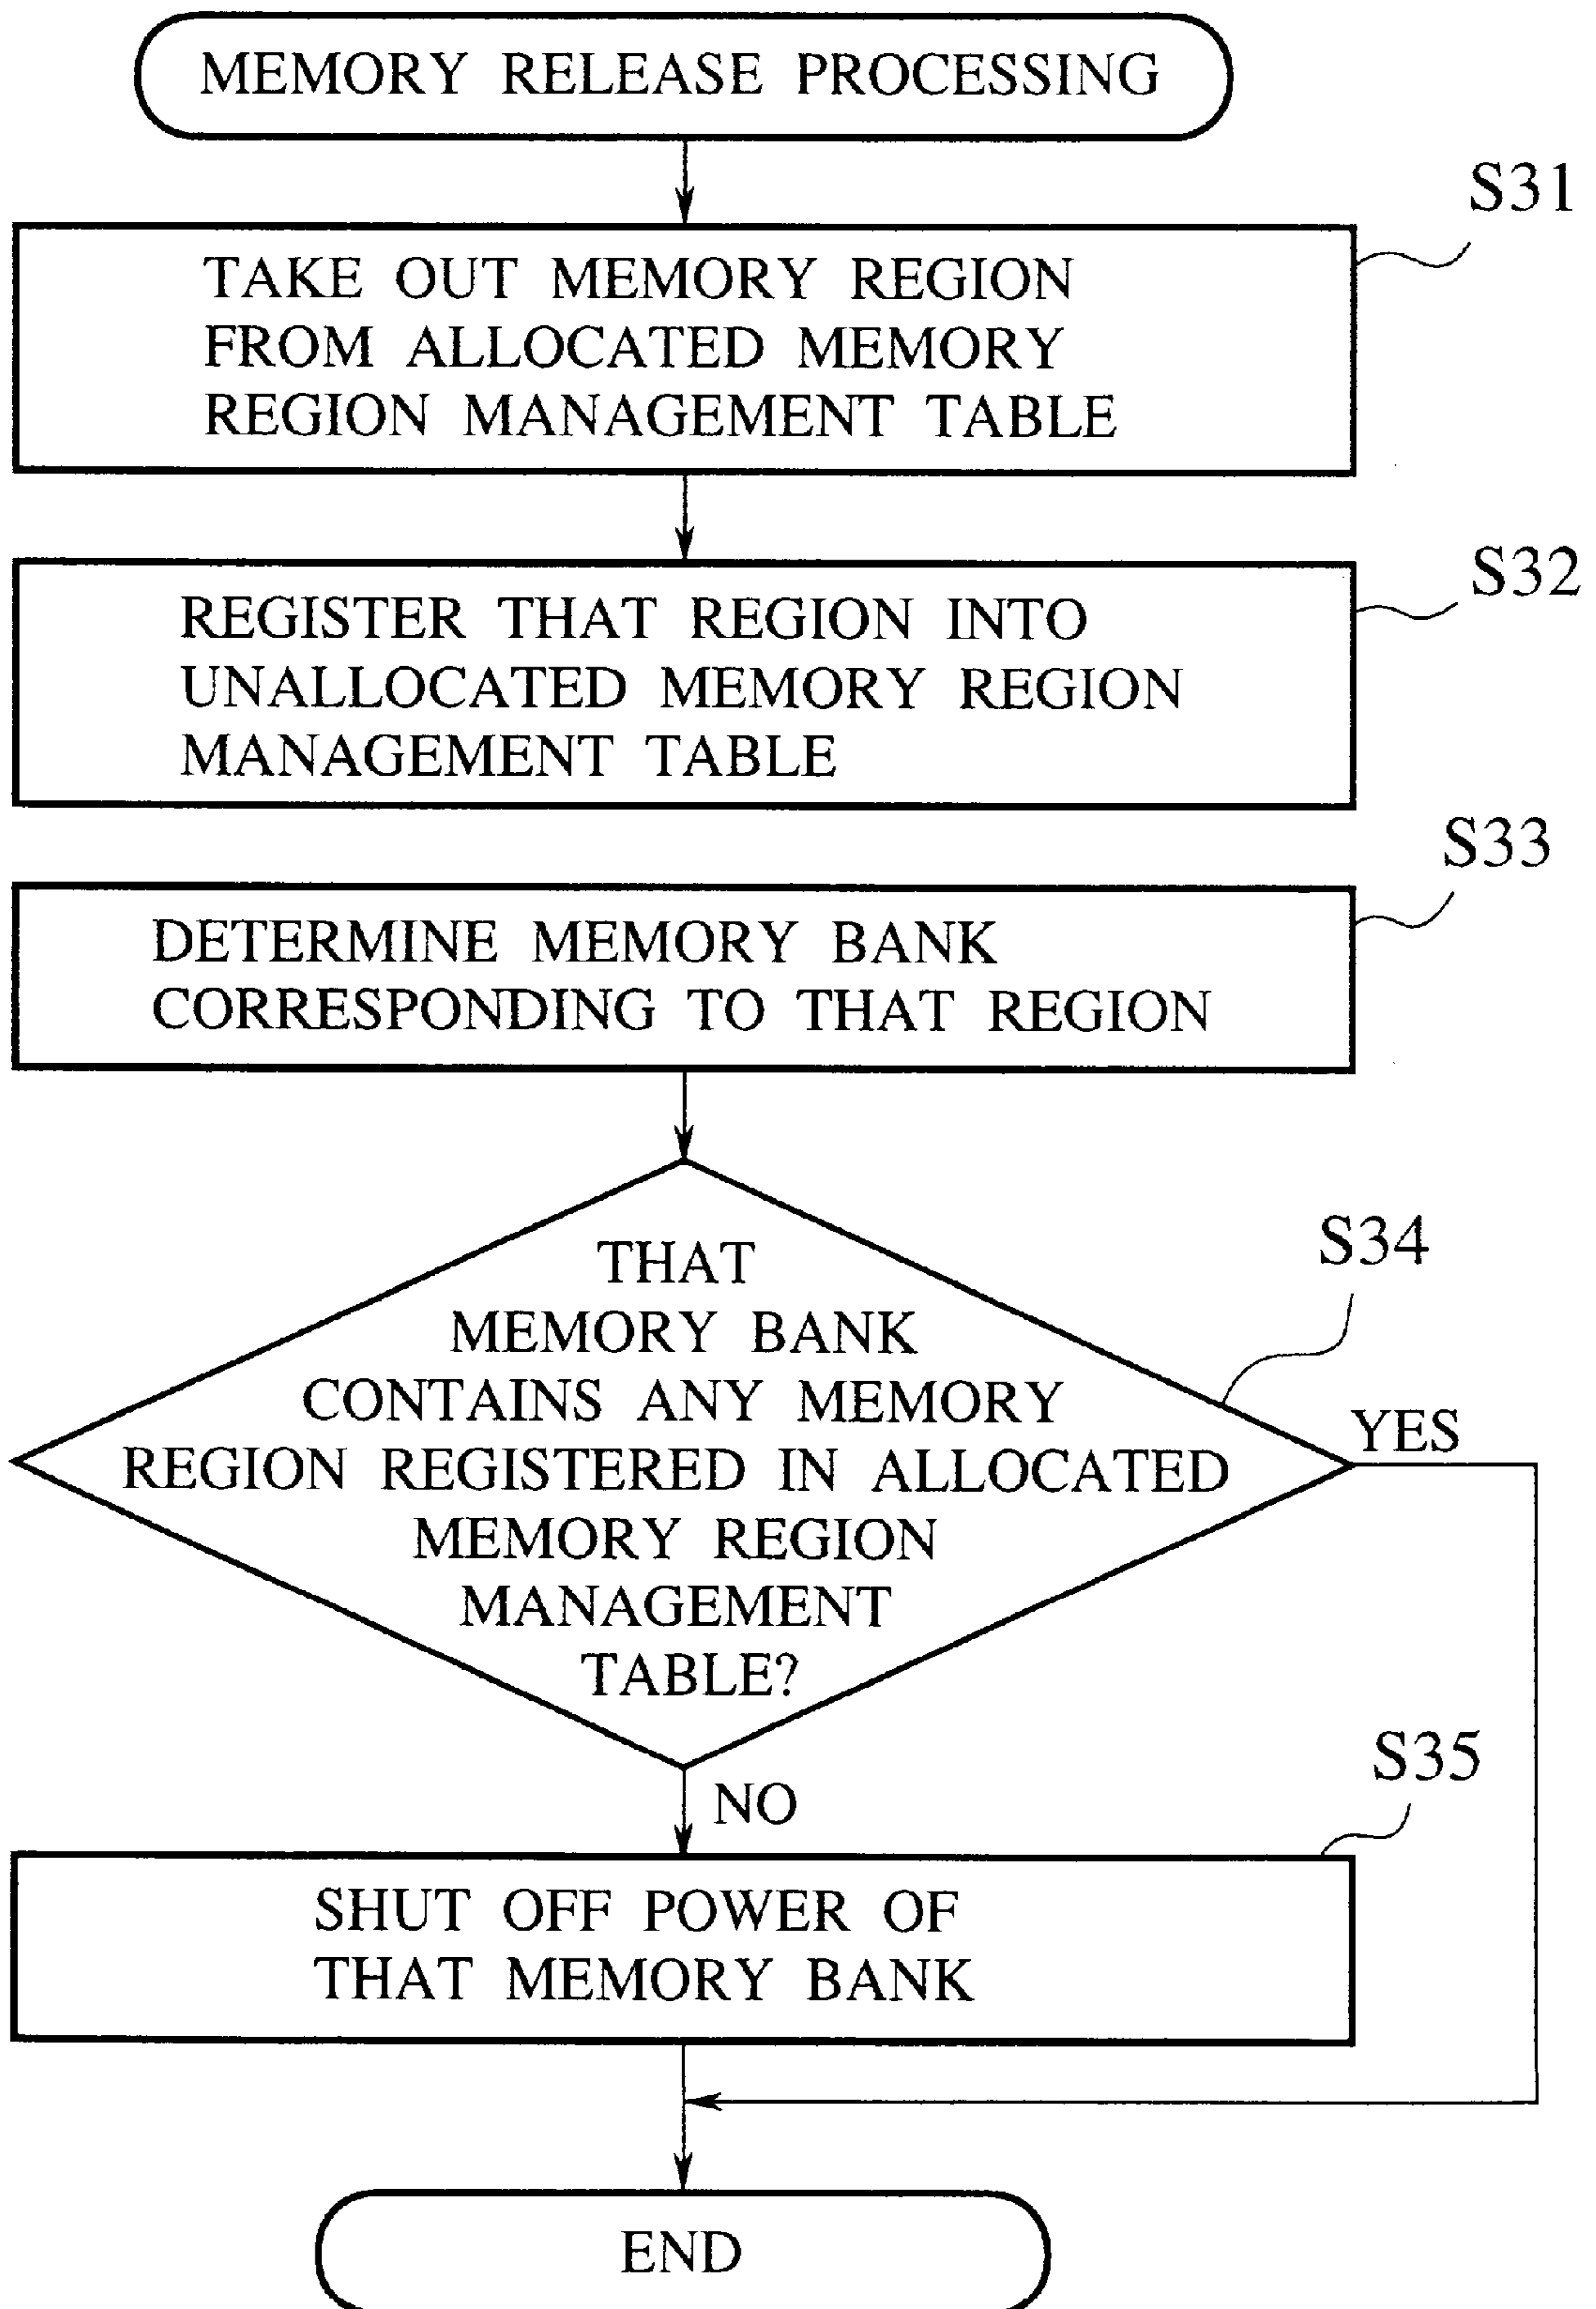 MEMORY RELEASE PROCESSING
S31
TAKE OUT MEMORY REGION
FROM ALLOCATED MEMORY
REGION MANAGEMENT TABLE
S32
REGISTER THAT REGION INTO
UNALLOCATED MEMORY REGION
MANAGEMENT TABLE
S33
DETERMINE MEMORY BANK
CORRESPONDING TO THAT REGION
S34
THAT
MEMORY BANK
CONTAINS ANY MEMORY
REGION REGISTERED IN ALLOCATED
MEMORY REGION
MANAGEMENT
TABLE?
YES
NO
S35
SHUT OFF POWER OF
THAT MEMORY BANK
END